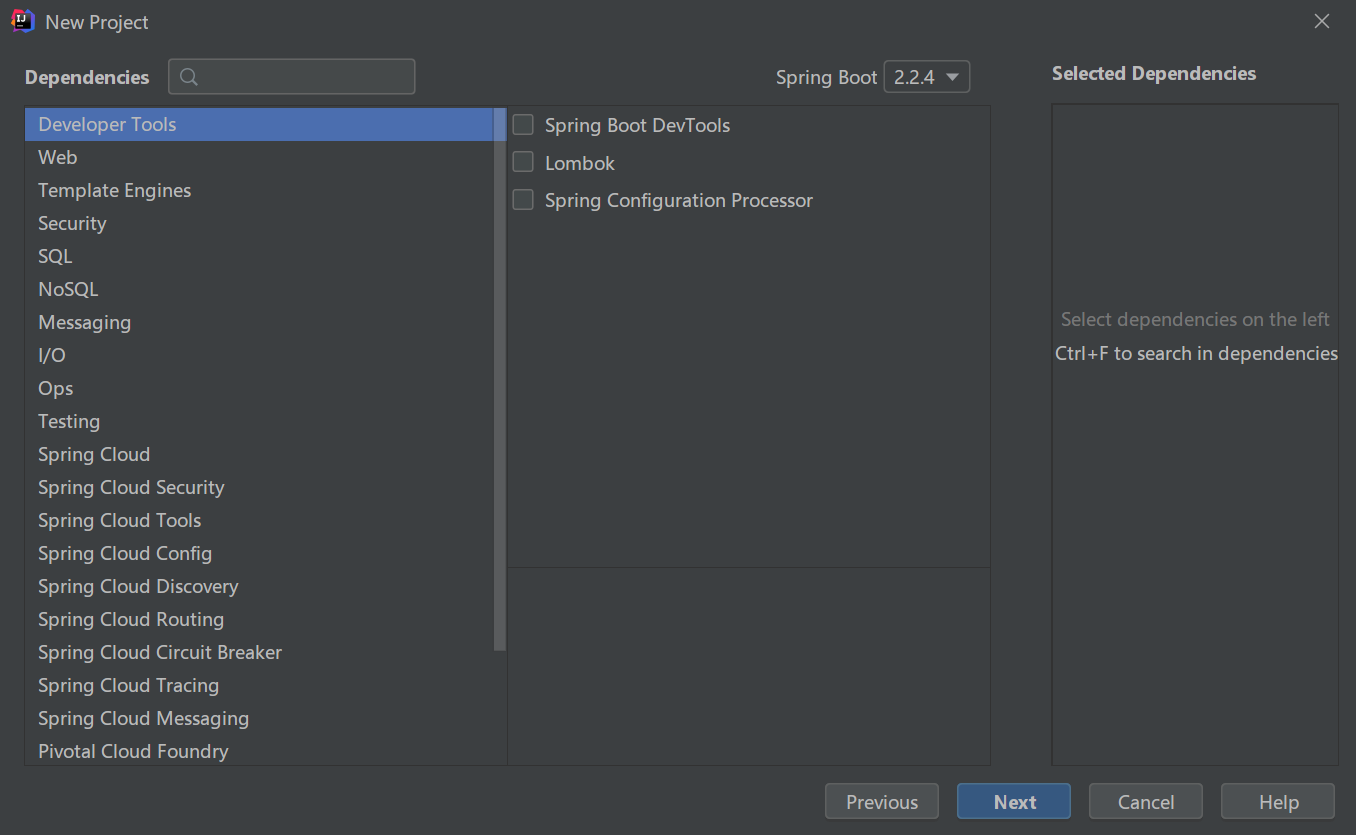 New Project
Dependencies
Spring Boot 2.2.4
Selected Dependencies
Developer Tools
Web
Template Engines
Security
SQL
NoSQL
Messaging
I/O
Ops
Testing
Spring Cloud
Spring Cloud Security
Spring Cloud Tools
Spring Cloud Config
Spring Cloud Discovery
Spring Cloud Routing
Spring Cloud Circuit Breaker
Spring Cloud Tracing
Spring Cloud Messaging
Pivotal Cloud Foundry
Spring Boot DevTools
Lombok
Spring Configuration Processor
Select dependencies on the left
Ctrl+F to search in dependencies
Previous
Next
Cancel
Help